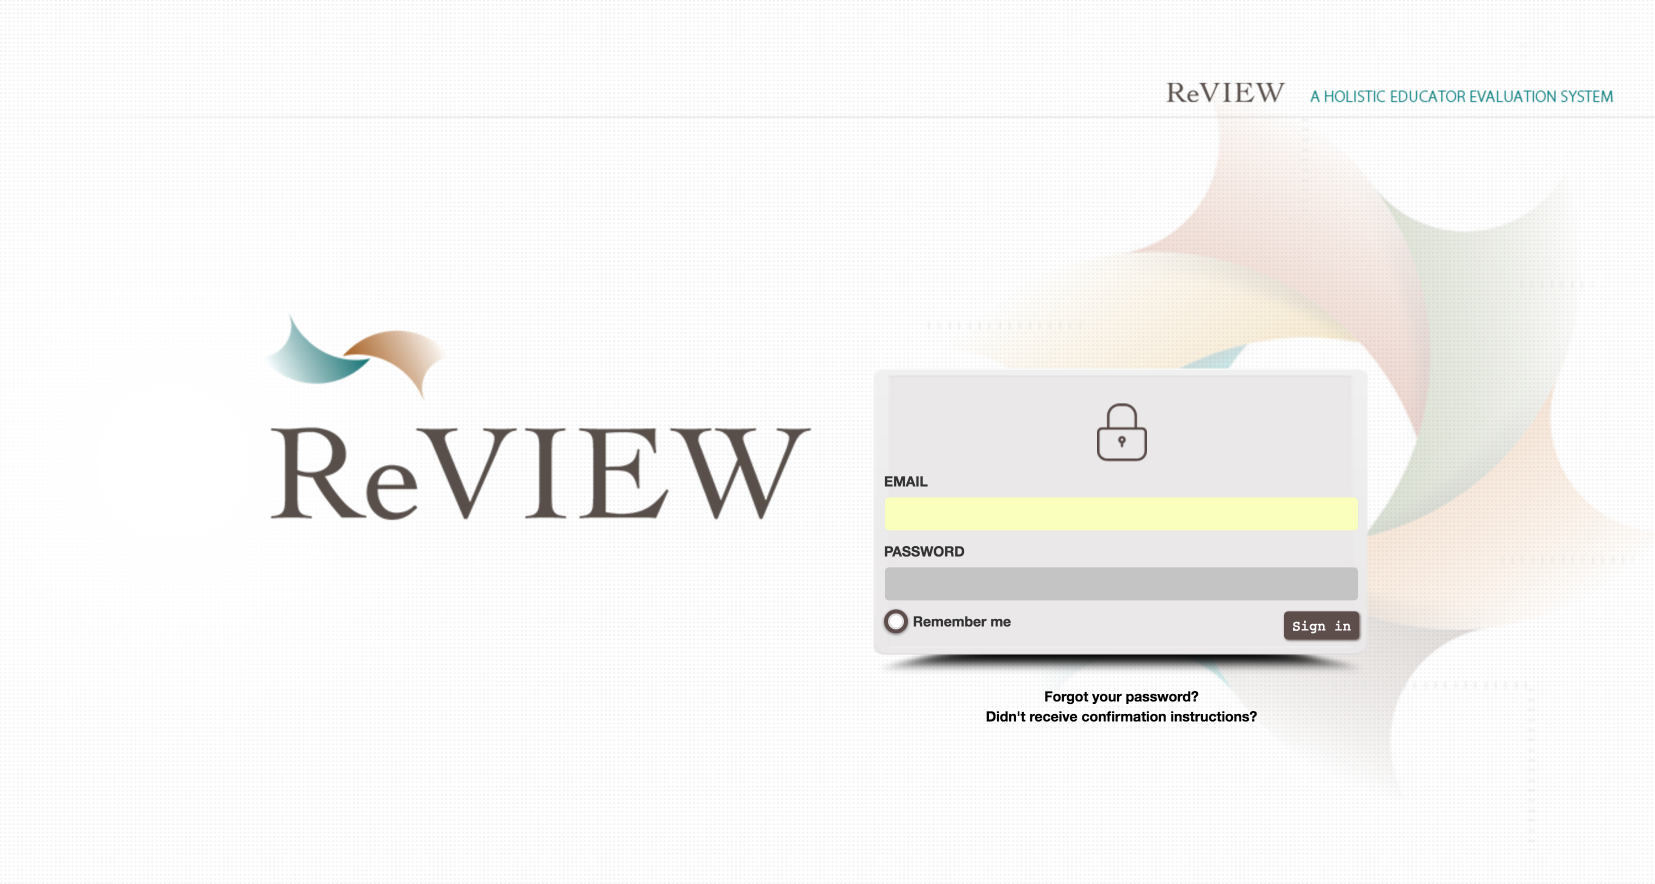 ReVIEW A HOLISTIC EDUCATOR EVALUATION SYSTEM
ReVIEW
EMAIL
PASSWORD
Remember me
Sign in
Forgot your password?
Didn't receive confirmation instructions?